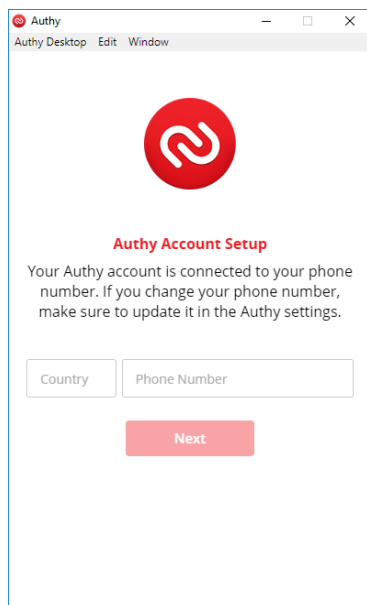 Authy
Authy Desktop Edit Window
Authy Account Setup
Your Authy account is connected to your phone
number. If you change your phone number,
make sure to update it in the Authy settings.
Country Phone Number
Next